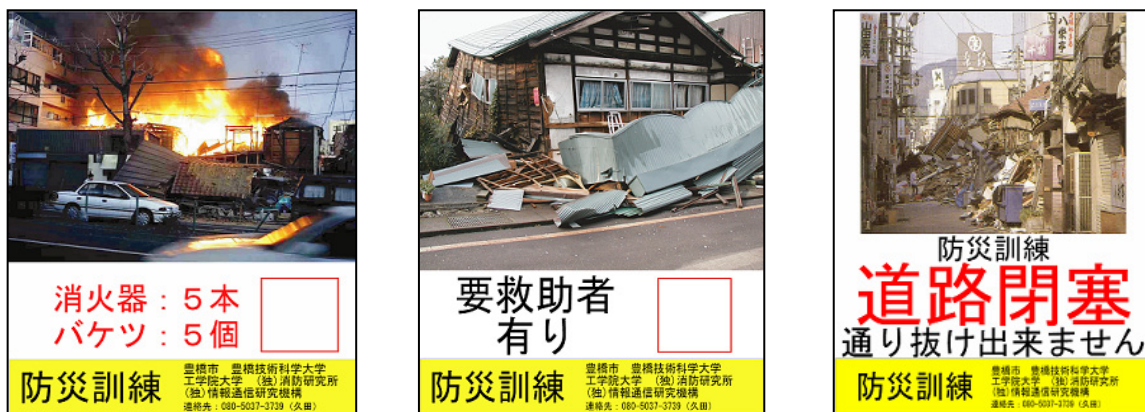 消火器：５本
バケツ：５個
防災訓練
豊橋市　豊橋技術科学大学
工学院大学　（独）消防研究所
（独）情報通信研究機構
連絡先：080-5037-3739（久田）
要救助者
有り
防災訓練
豊橋市　豊橋技術科学大学
工学院大学　（独）消防研究所
（独）情報通信研究機構
連絡先：080-5037-3739（久田）
八栄亭
防災訓練
道路閉塞
通り抜け出来ません
防災訓練
豊橋市　豊橋技術科学大学
工学院大学　（独）消防研究所
（独）情報通信研究機構
連絡先：080-5037-3739（久田）